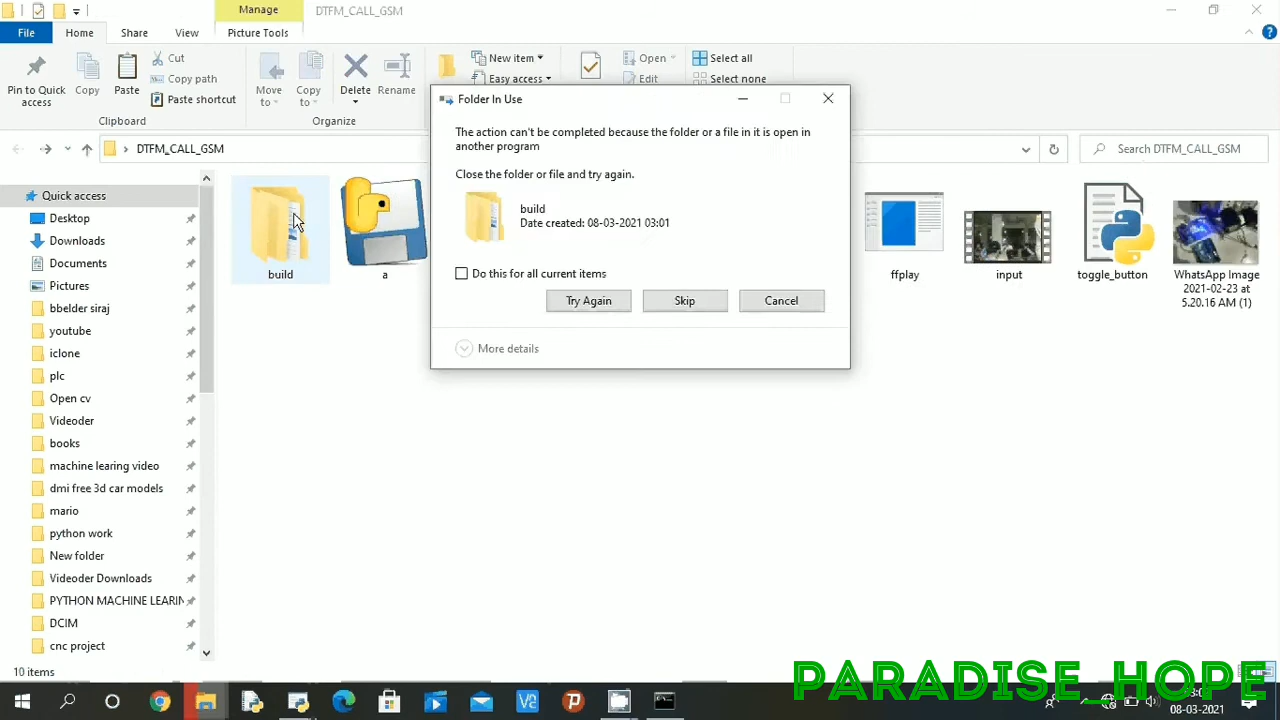 Manage
DTFM_CALL_GSM
File
Home
Share
View
Picture Tools
Pin to Quick
access
Copy
Paste
Cut
Copy path
Paste shortcut
Clipboard
Move
to
Copy
to
Delete
Rename
Organize
New item
Easy access
Open
Edit
Select all
Select none
DTFM_CALL_GSM
Search DTFM_CALL_GSM
Folder In Use
The action can't be completed because the folder or a file in it is open in
another program
Close the folder or file and try again.
build
Date created: 08-03-2021 03:01
Do this for all current items
Try Again
Skip
Cancel
More details
Quick access
Desktop
Downloads
Documents
Pictures
bbelder siraj
youtube
iclone
plc
Open cv
Videoder
books
machine learing video
dmi free 3d car models
mario
python work
New folder
Videoder Downloads
PYTHON MACHINE LEARIN
DCIM
cnc project
build
a
ffplay
input
toggle_button
WhatsApp Image
2021-02-23 at
5.20.16 AM (1)
10 items
PARADISE_HOPE
08-03-2021